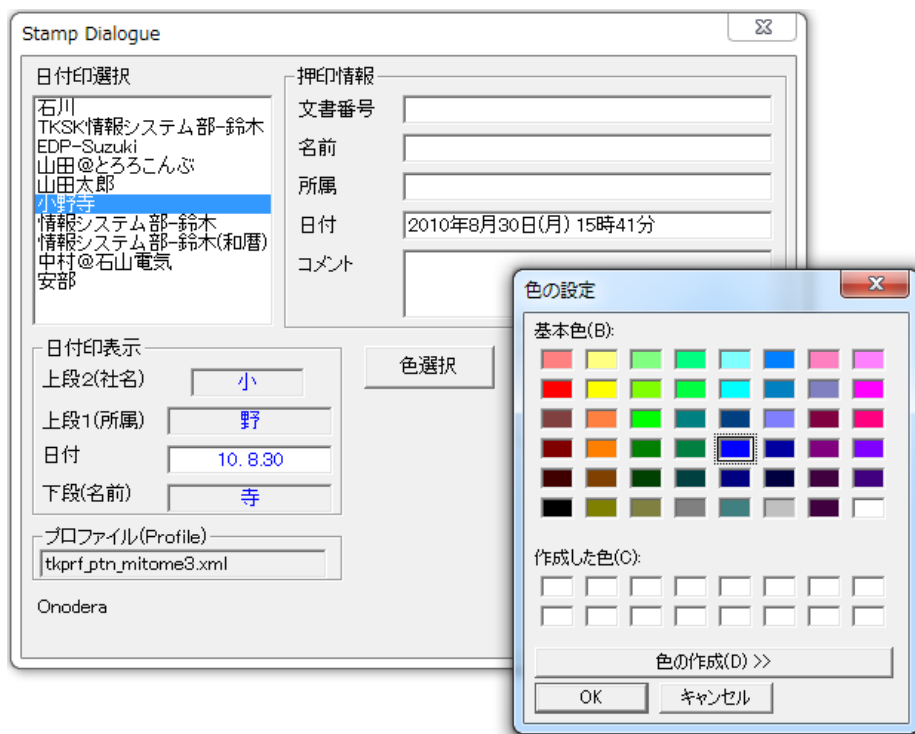 Stamp Dialogue
日付印選択
石川
TKSK情報システム部-鈴木
EDP-Suzuki
山田@とろろこんぶ
山田太郎
小野寺
情報システム部-鈴木
情報システム部-鈴木(和暦)
中村@石山電気
安部
押印情報
文書番号
名前
所属
日付 2010年8月30日(月) 15時41分
コメント
日付印表示
上段2(社名) 小
上段1(所属) 野
日付 10. 8.30
下段(名前) 寺
色選択
プロファイル(Profile)
tkprf_ptn_mitome3.xml
Onodera
色の設定
基本色(B):
作成した色(C):
色の作成(D) >>
OK キャンセル